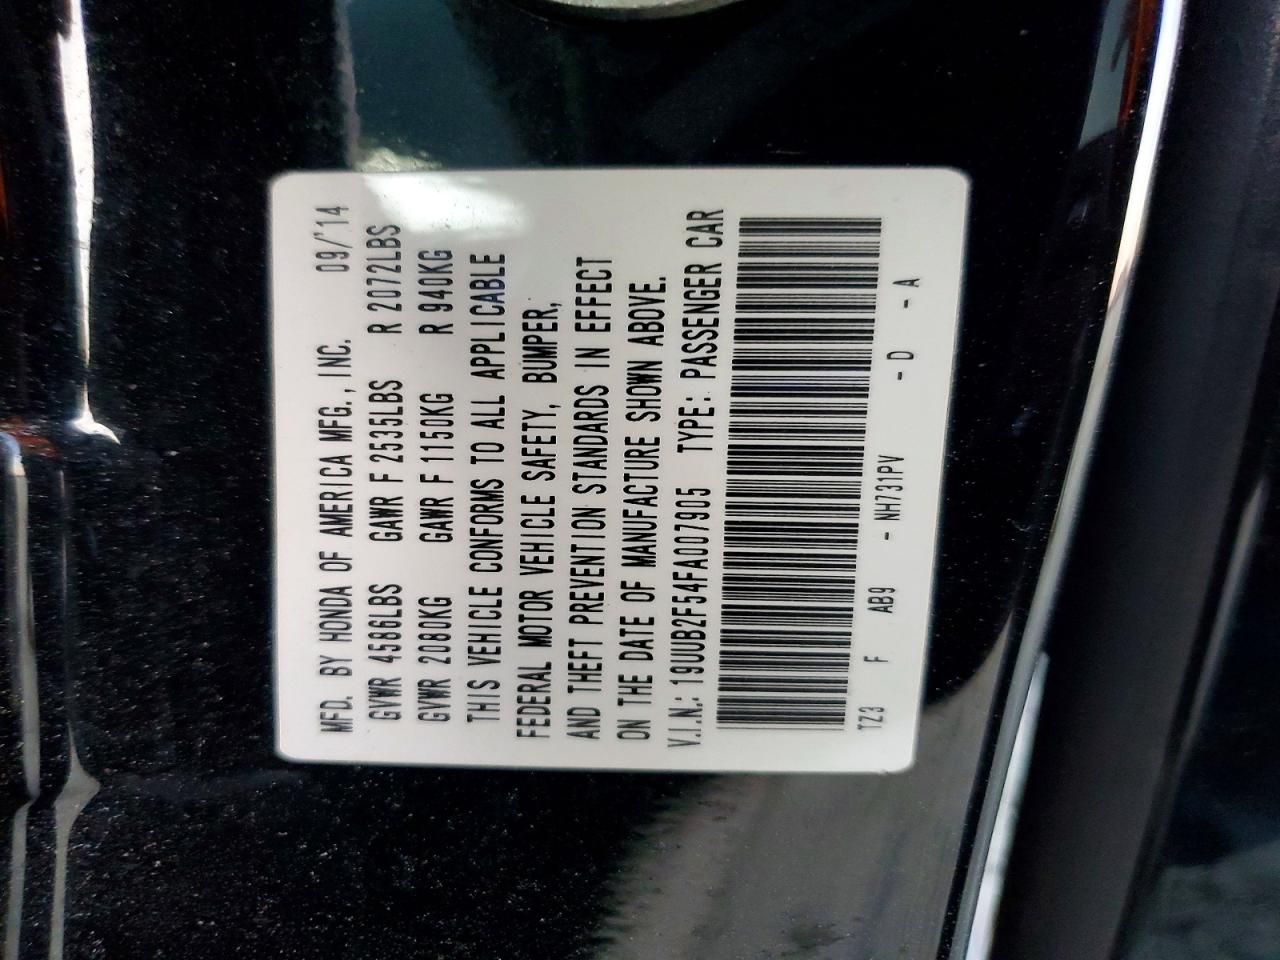 MFD. BY HONDA OF AMERICA MFG., INC. 09/'14
GVWR 4586LBS GAWR F 2535LBS R 2072LBS
GVWR 2080KG GAWR F 1150KG R 940KG
THIS VEHICLE CONFORMS TO ALL APPLICABLE
FEDERAL MOTOR VEHICLE SAFETY, BUMPER,
AND THEFT PREVENTION STANDARDS IN EFFECT
ON THE DATE OF MANUFACTURE SHOWN ABOVE.
V.I.N.: 19UUB2F54FA007905 TYPE: PASSENGER CAR
TZ3 F AB9 - NH731PV - D - A